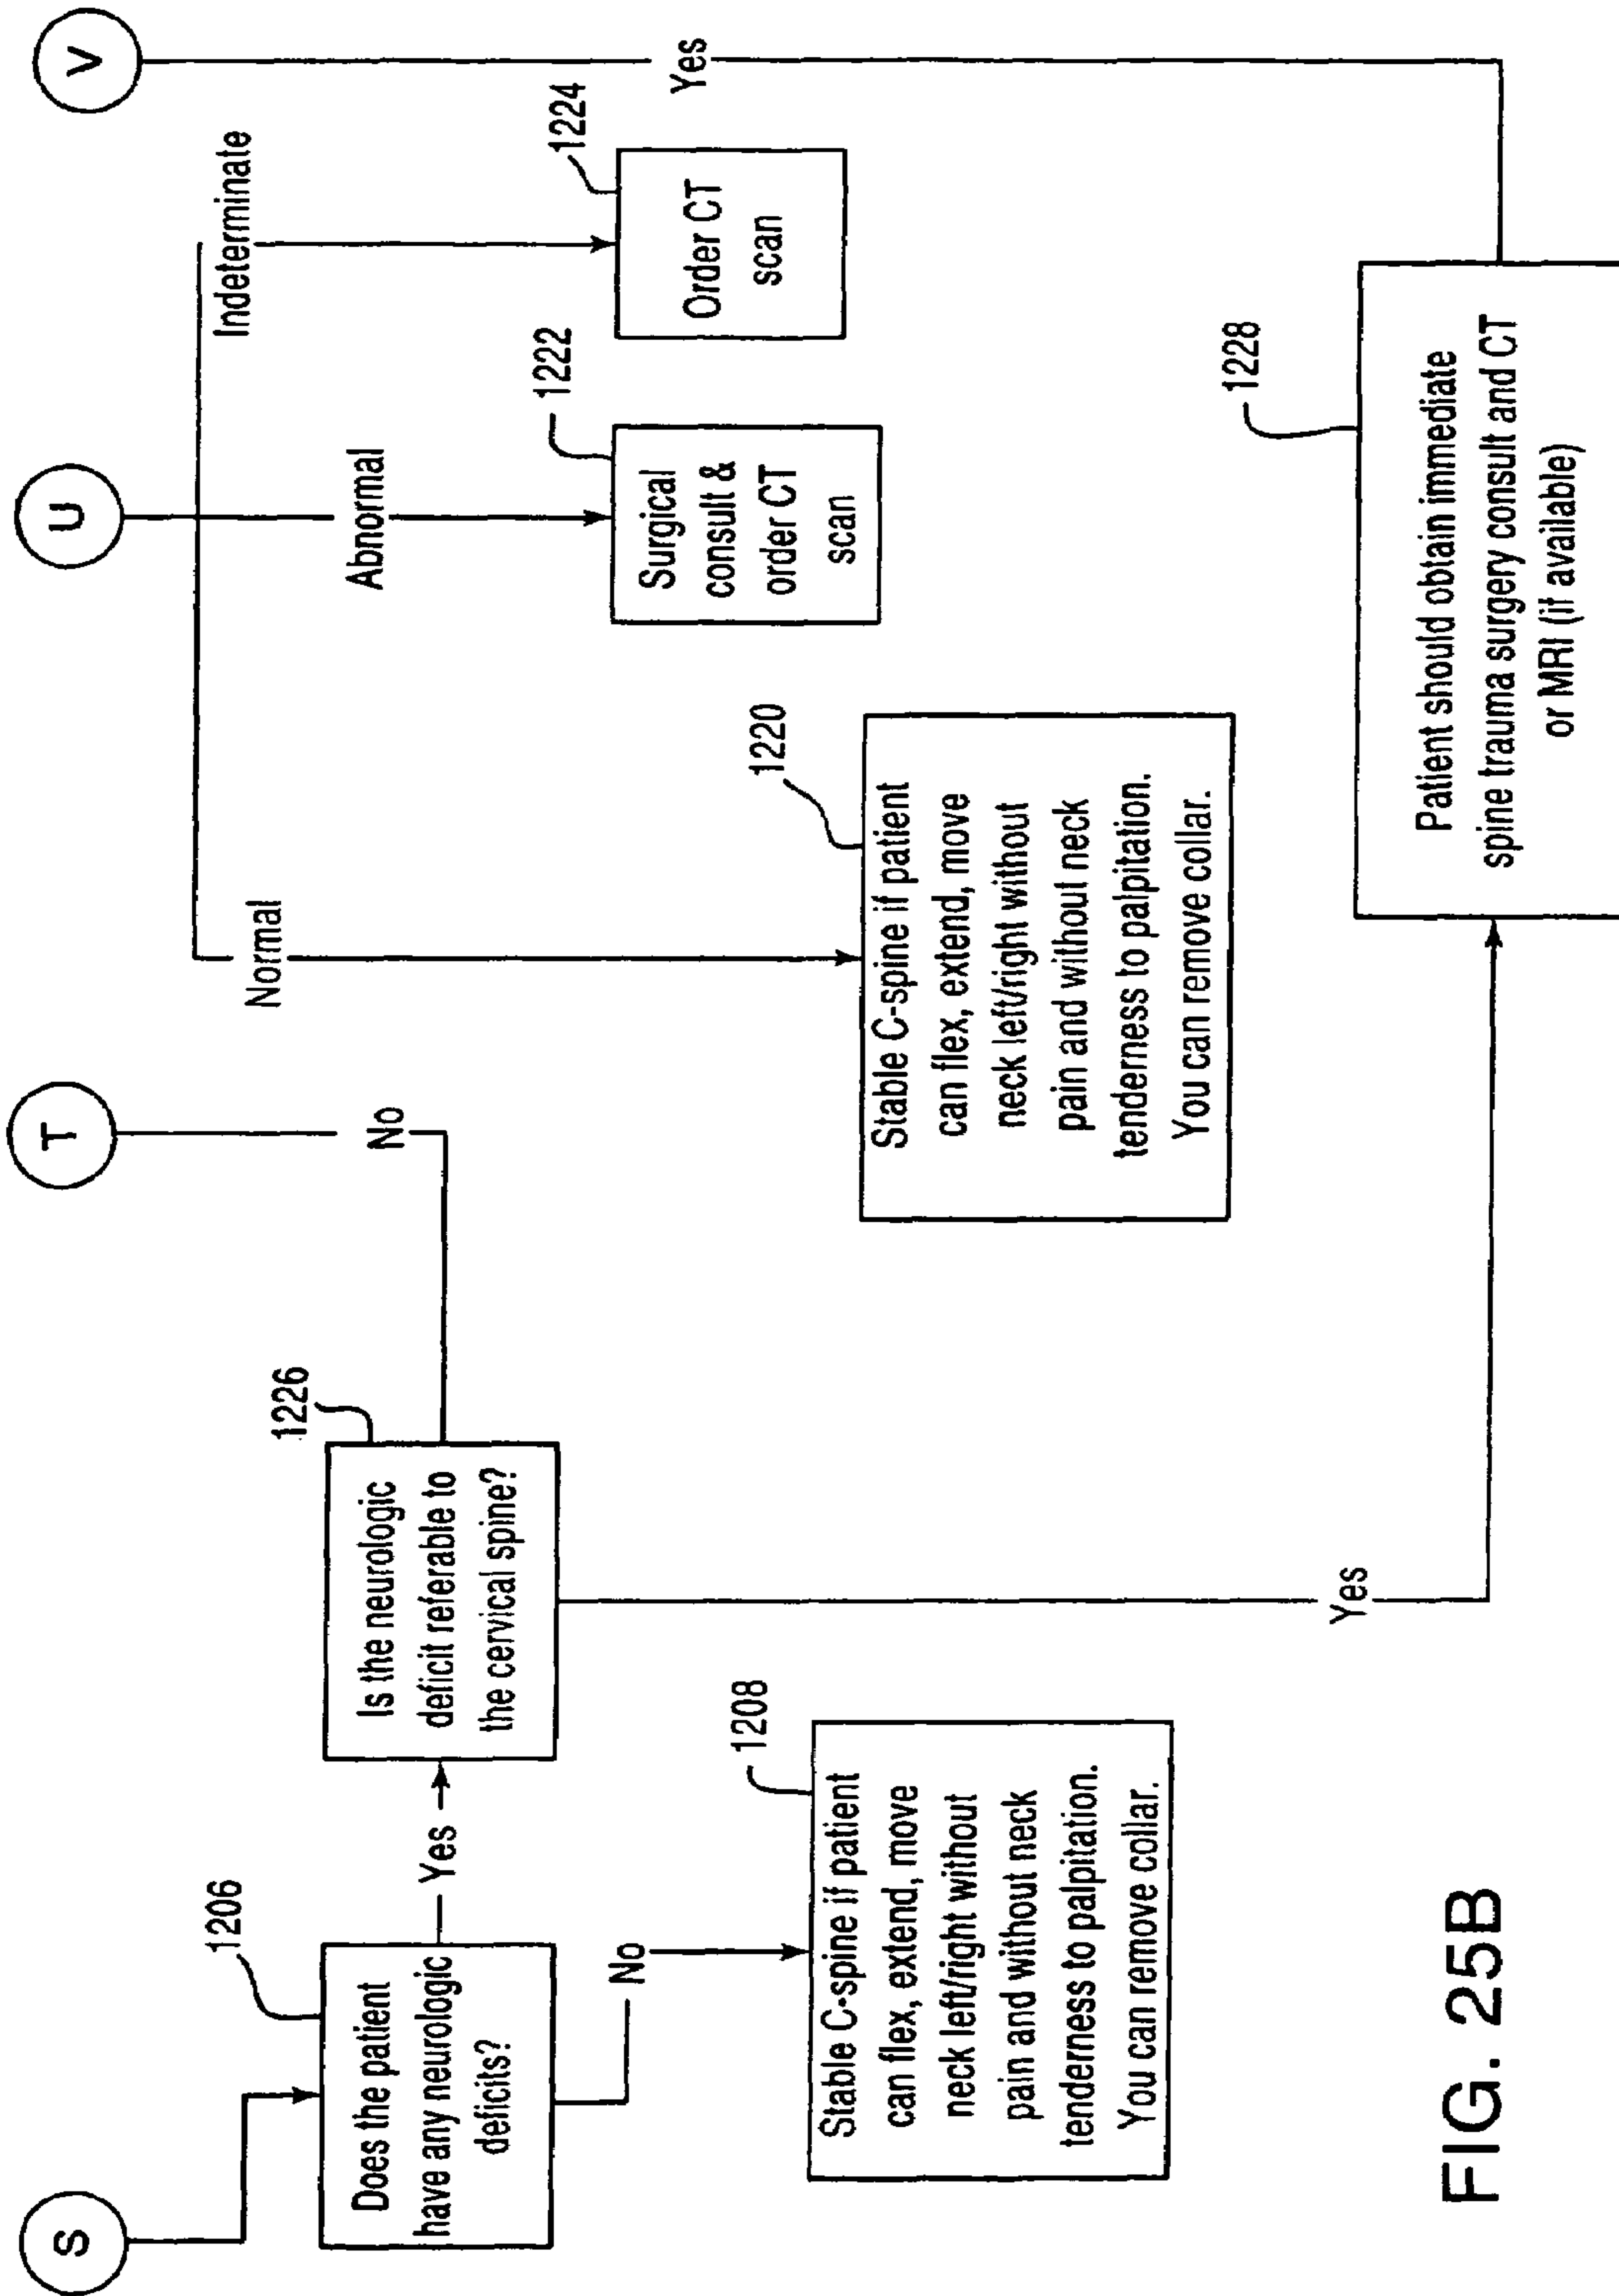 S
T
U
V
1206
Does the patient
have any neurologic
deficits?
Yes
No
1226
Is the neurologic
deficit referable to
the cervical spine?
No
Yes
1208
Stable C-spine if patient
can flex, extend, move
neck left/right without
pain and without neck
tenderness to palpitation.
You can remove collar.
Normal
Abnormal
Indeterminate
1220
Stable C-spine if patient
can flex, extend, move
neck left/right without
pain and without neck
tenderness to palpitation.
You can remove collar.
1222
Surgical
consult &
order CT
scan
1224
Order CT
scan
Yes
1228
Patient should obtain immediate
spine trauma surgery consult and CT
or MRI (if available)
FIG. 25B